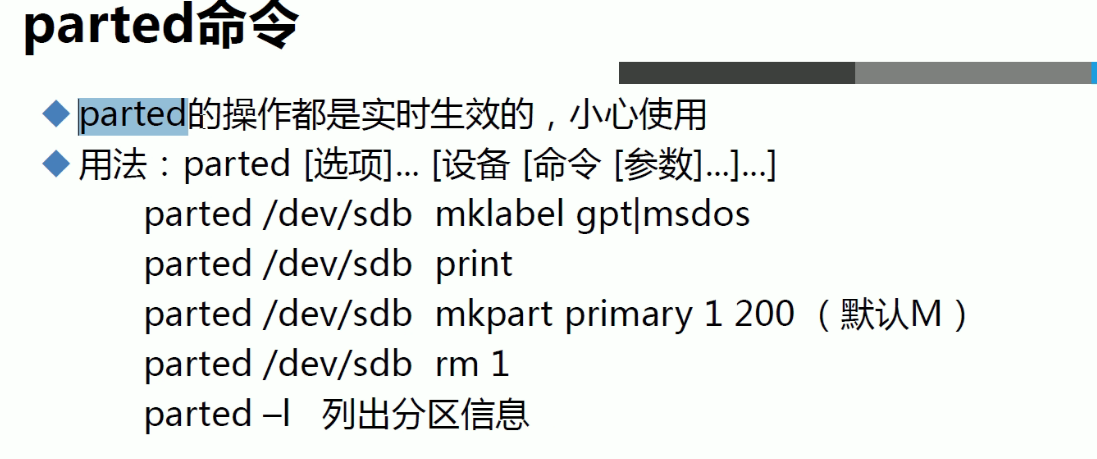 parted命令
◆parted的操作都是实时生效的，小心使用
◆用法：parted [选项]... [设备 [命令 [参数]...]...]
parted /dev/sdb mklabel gpt|msdos
parted /dev/sdb print
parted /dev/sdb mkpart primary 1 200 （默认M）
parted /dev/sdb rm 1
parted –l 列出分区信息